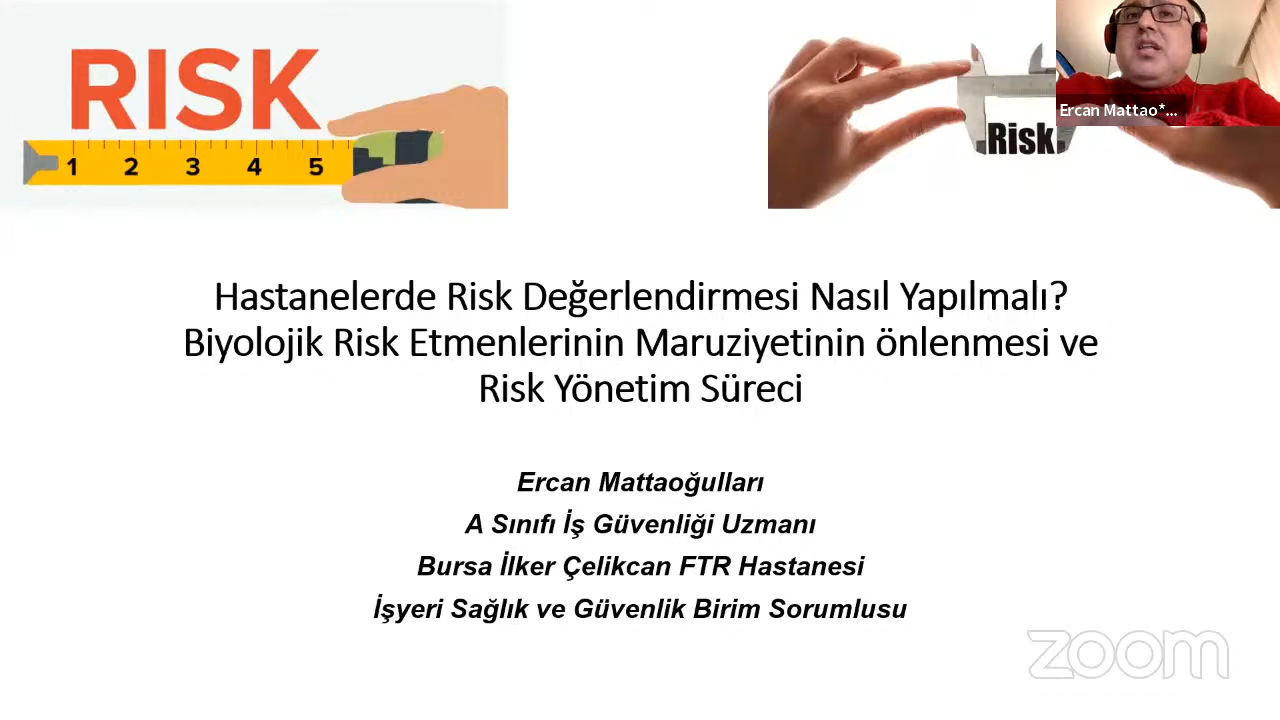 RISK
1 2 3 4 5
Risk
Ercan Mattao*...
Hastanelerde Risk Değerlendirmesi Nasıl Yapılmalı?
Biyolojik Risk Etmenlerinin Maruziyetinin önlenmesi ve
Risk Yönetim Süreci
Ercan Mattaoğulları
A Sınıfı İş Güvenliği Uzmanı
Bursa İlker Çelikcan FTR Hastanesi
İşyeri Sağlık ve Güvenlik Birim Sorumlusu
zoom